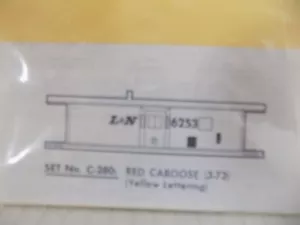 L&N 6253
SET No. C-280: RED CABOOSE (3-73)
(Yellow Lettering)